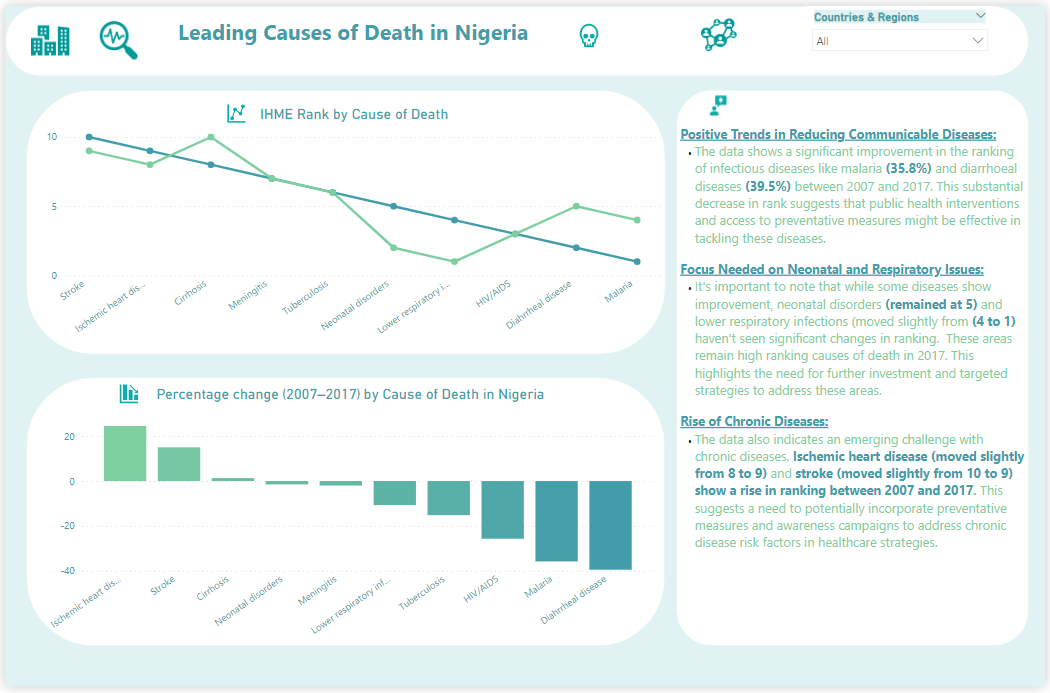 Leading Causes of Death in Nigeria
Countries & Regions
All
IHME Rank by Cause of Death
10
5
0
Stroke
Ischemic heart dis...
Cirrhosis
Meningitis
Tuberculosis
Neonatal disorders
Lower respiratory i...
HIV/AIDS
Diahrrheal disease
Malaria
Percentage change (2007–2017) by Cause of Death in Nigeria
20
0
-20
-40
Ischemic heart dis...
Stroke
Cirrhosis
Neonatal disorders
Meningitis
Lower respiratory inf...
Tuberculosis
HIV/AIDS
Malaria
Diahrrheal disease
Positive Trends in Reducing Communicable Diseases:
• The data shows a significant improvement in the ranking
of infectious diseases like malaria (35.8%) and diarrhoeal
diseases (39.5%) between 2007 and 2017. This substantial
decrease in rank suggests that public health interventions
and access to preventative measures might be effective in
tackling these diseases.
Focus Needed on Neonatal and Respiratory Issues:
• It's important to note that while some diseases show
improvement, neonatal disorders (remained at 5) and
lower respiratory infections (moved slightly from (4 to 1)
haven't seen significant changes in ranking. These areas
remain high ranking causes of death in 2017. This
highlights the need for further investment and targeted
strategies to address these areas.
Rise of Chronic Diseases:
• The data also indicates an emerging challenge with
chronic diseases. Ischemic heart disease (moved slightly
from 8 to 9) and stroke (moved slightly from 10 to 9)
show a rise in ranking between 2007 and 2017. This
suggests a need to potentially incorporate preventative
measures and awareness campaigns to address chronic
disease risk factors in healthcare strategies.